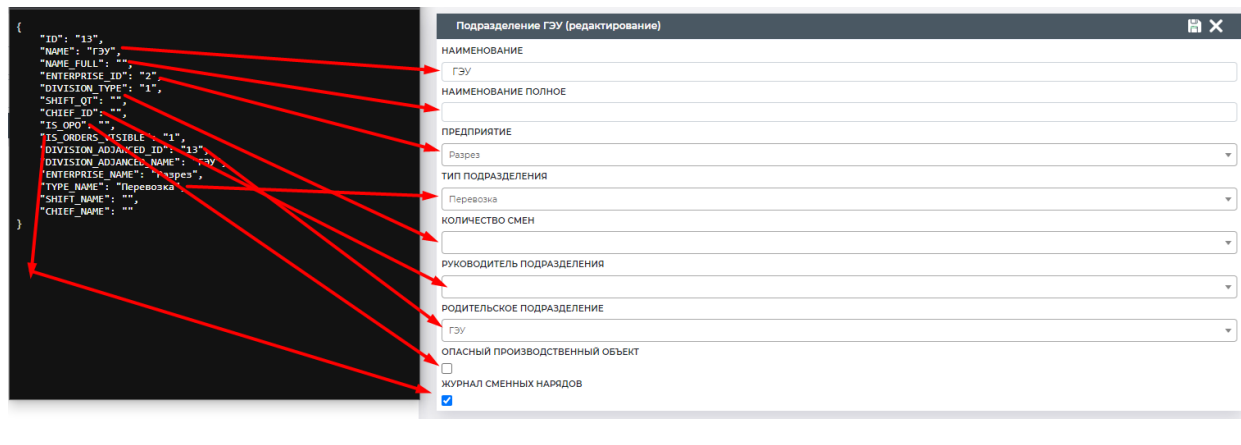 {
"ID": "13",
"NAME": "ГЭУ",
"NAME_FULL": "",
"ENTERPRISE_ID": "2",
"DIVISION_TYPE": "1",
"SHIFT_QT": "",
"CHIEF_ID": "",
"IS_OPO": "",
"IS_ORDERS_VISIBLE": "1",
"DIVISION_ADJANCED_ID": "13",
"DIVISION_ADJANCED_NAME": "ГЭУ",
"ENTERPRISE_NAME": "Разрез",
"TYPE_NAME": "Перевозка",
"SHIFT_NAME": "",
"CHIEF_NAME": ""
}
Подразделение ГЭУ (редактирование)
НАИМЕНОВАНИЕ
ГЭУ
НАИМЕНОВАНИЕ ПОЛНОЕ
ПРЕДПРИЯТИЕ
Разрез
ТИП ПОДРАЗДЕЛЕНИЯ
Перевозка
КОЛИЧЕСТВО СМЕН
РУКОВОДИТЕЛЬ ПОДРАЗДЕЛЕНИЯ
РОДИТЕЛЬСКОЕ ПОДРАЗДЕЛЕНИЕ
ГЭУ
ОПАСНЫЙ ПРОИЗВОДСТВЕННЫЙ ОБЪЕКТ
ЖУРНАЛ СМЕННЫХ НАРЯДОВ